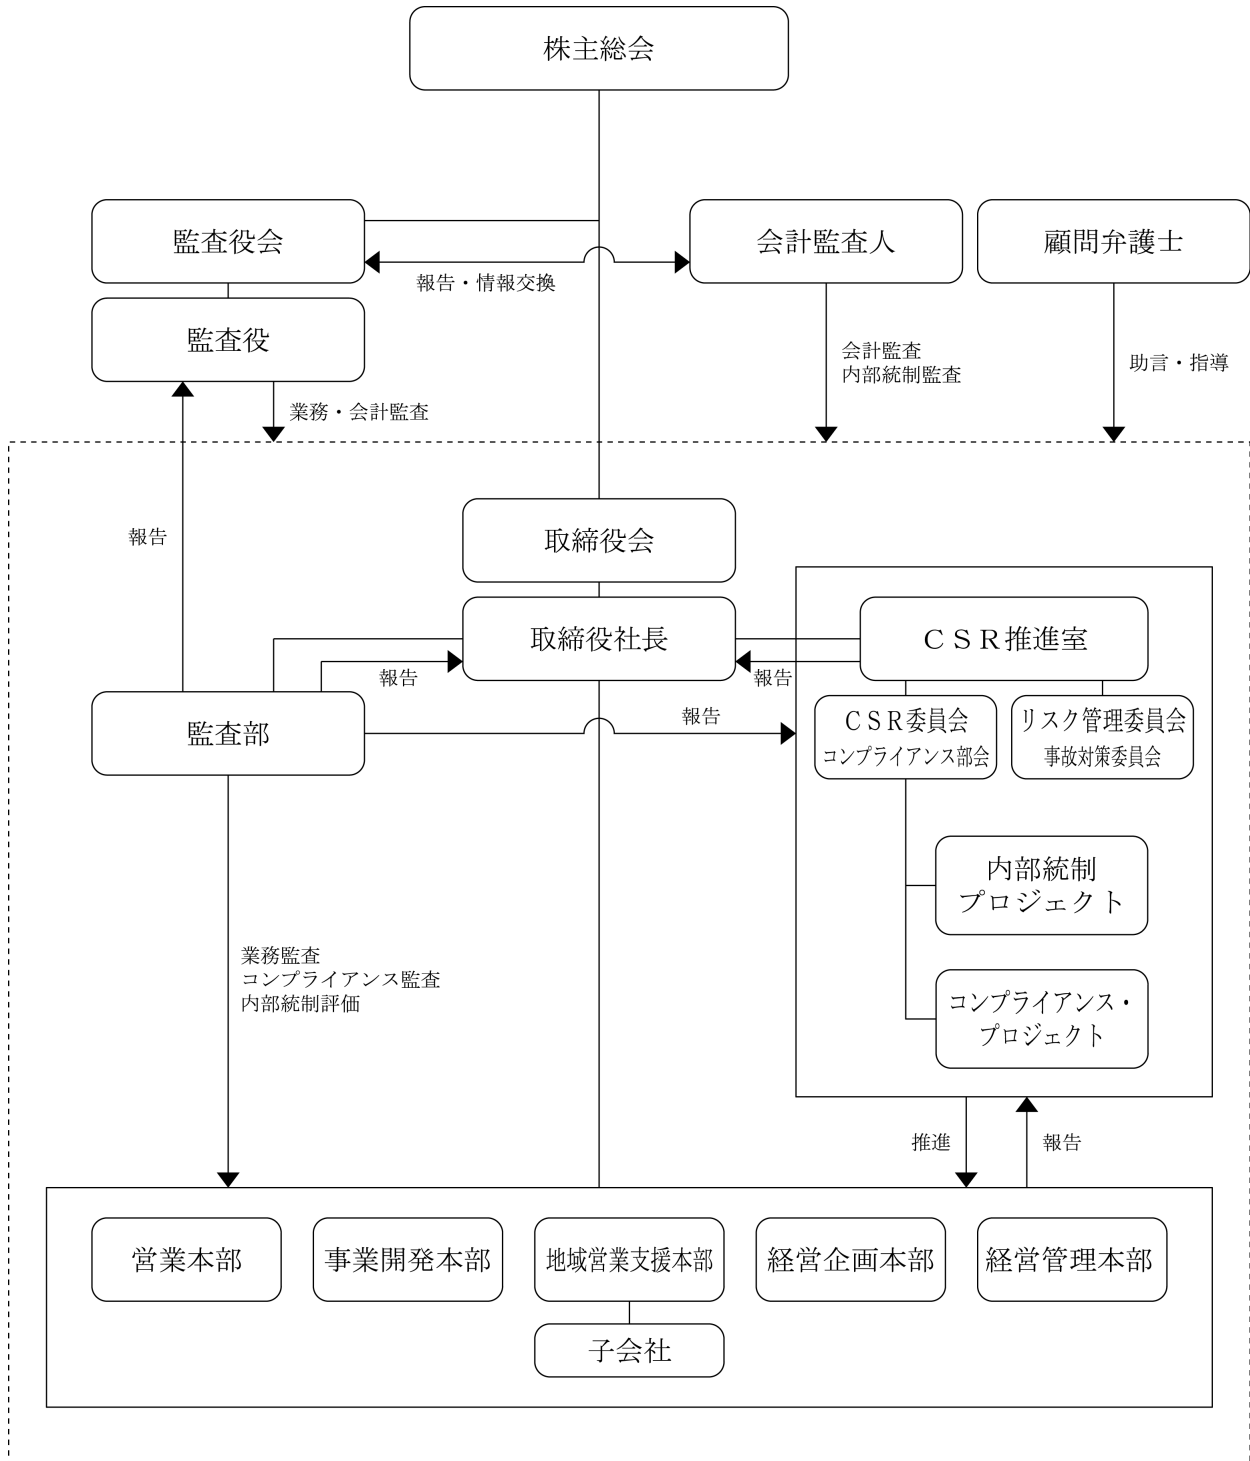 株主総会
監査役会
会計監査人
顧問弁護士
報告・情報交換
監査役
会計監査
内部統制監査
助言・指導
業務・会計監査
報告
取締役会
取締役社長
ＣＳＲ推進室
報告
報告
監査部
報告
ＣＳＲ委員会
コンプライアンス部会
リスク管理委員会
事故対策委員会
内部統制
プロジェクト
業務監査
コンプライアンス監査
内部統制評価
コンプライアンス・
プロジェクト
推進
報告
営業本部
事業開発本部
地域営業支援本部
経営企画本部
経営管理本部
子会社